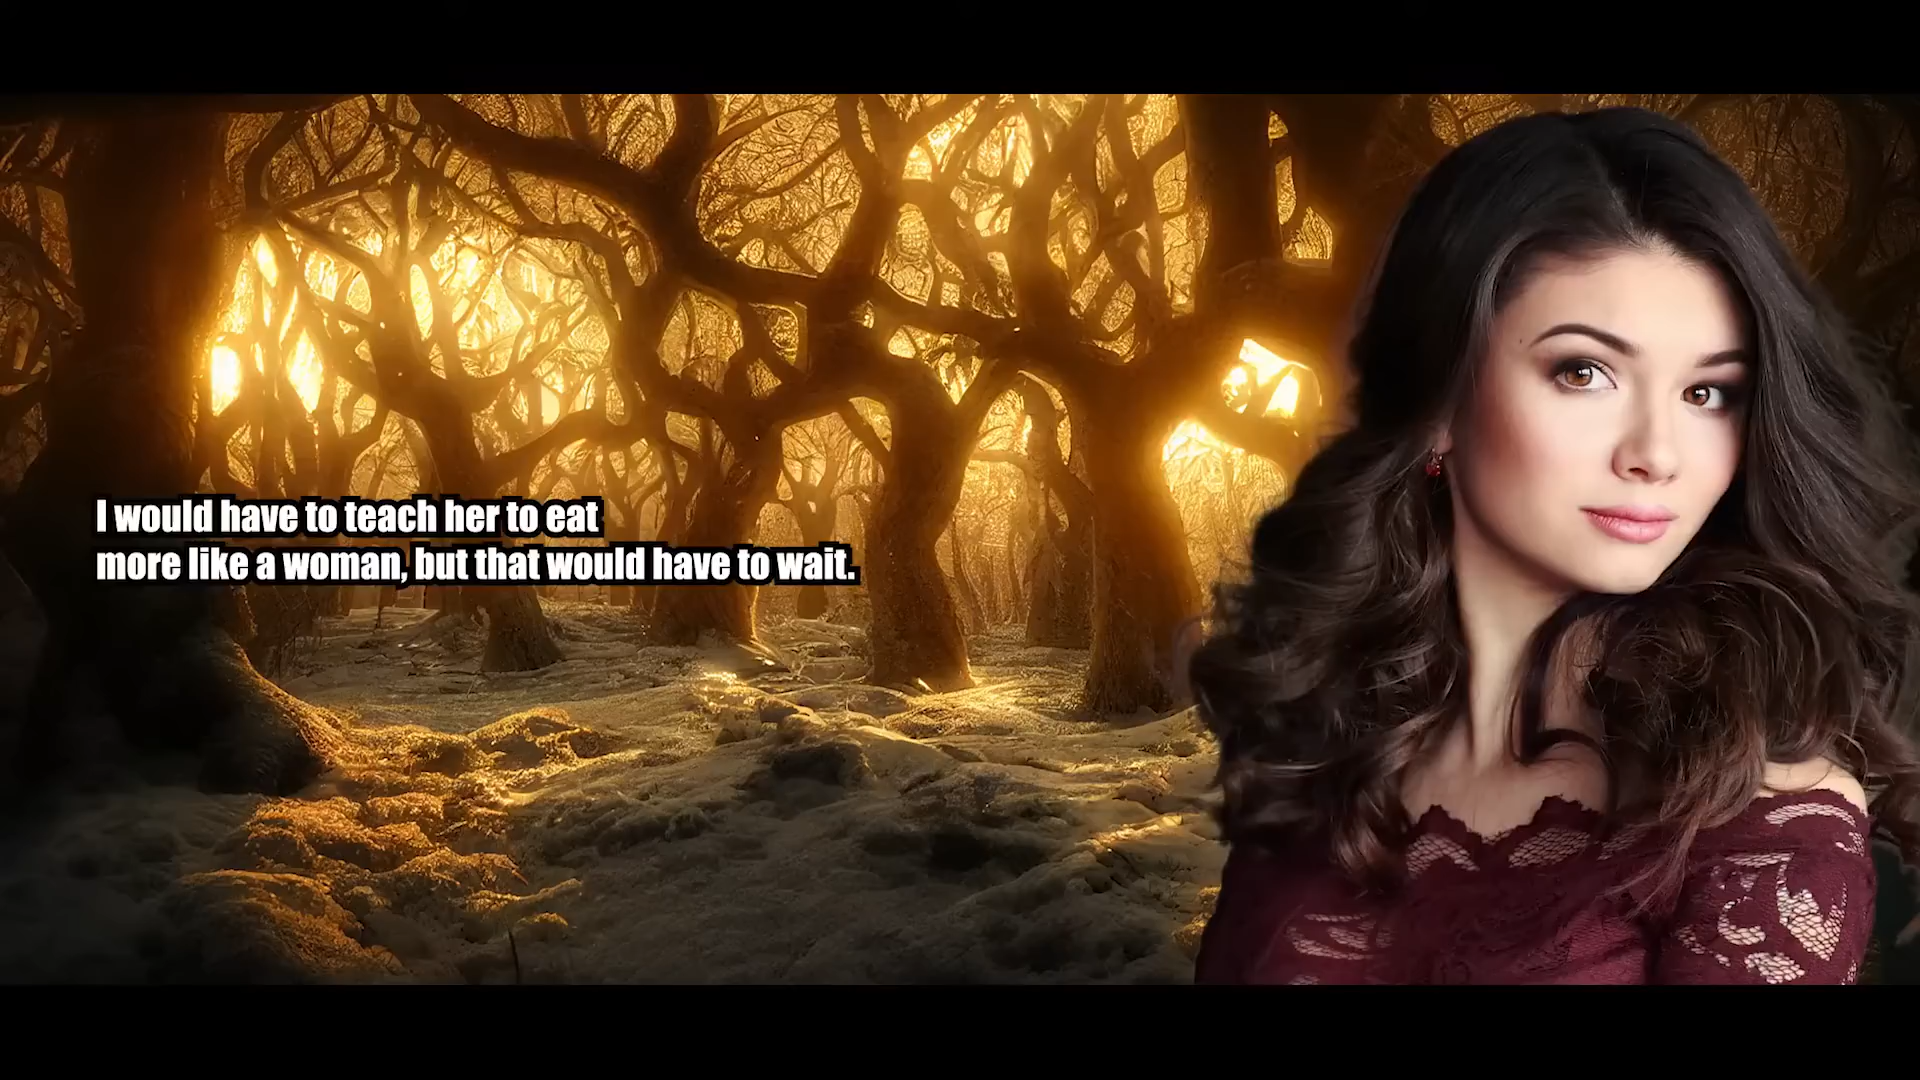 I would have to teach her to eat
more like a woman, but that would have to wait.